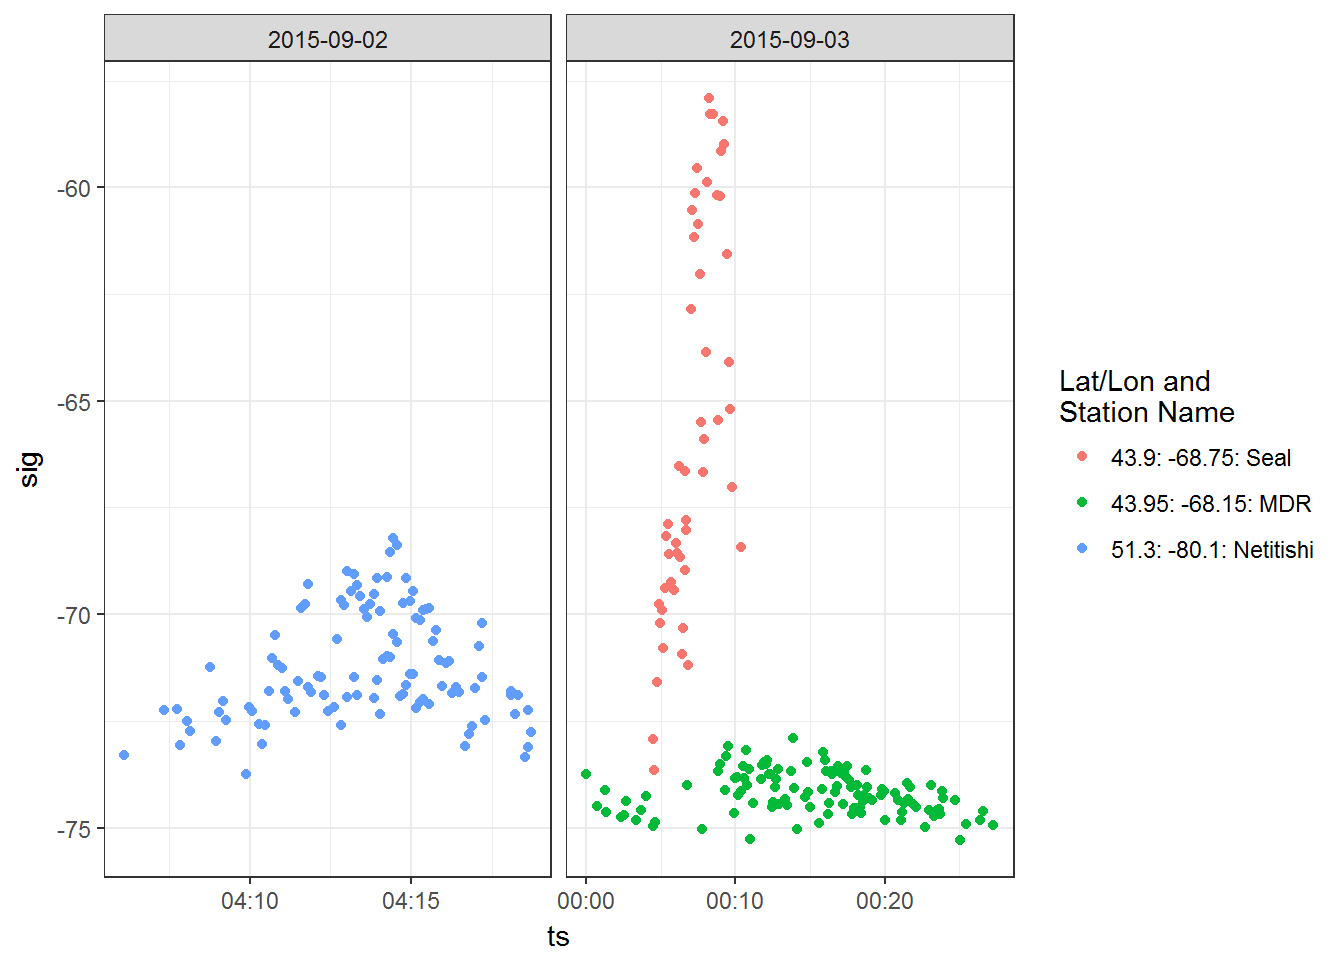 2015-09-02
2015-09-03
-60
-65
-70
-75
sig
04:10
04:15
00:00
00:10
00:20
ts
Lat/Lon and
Station Name
43.9: -68.75: Seal
43.95: -68.15: MDR
51.3: -80.1: Netitishi